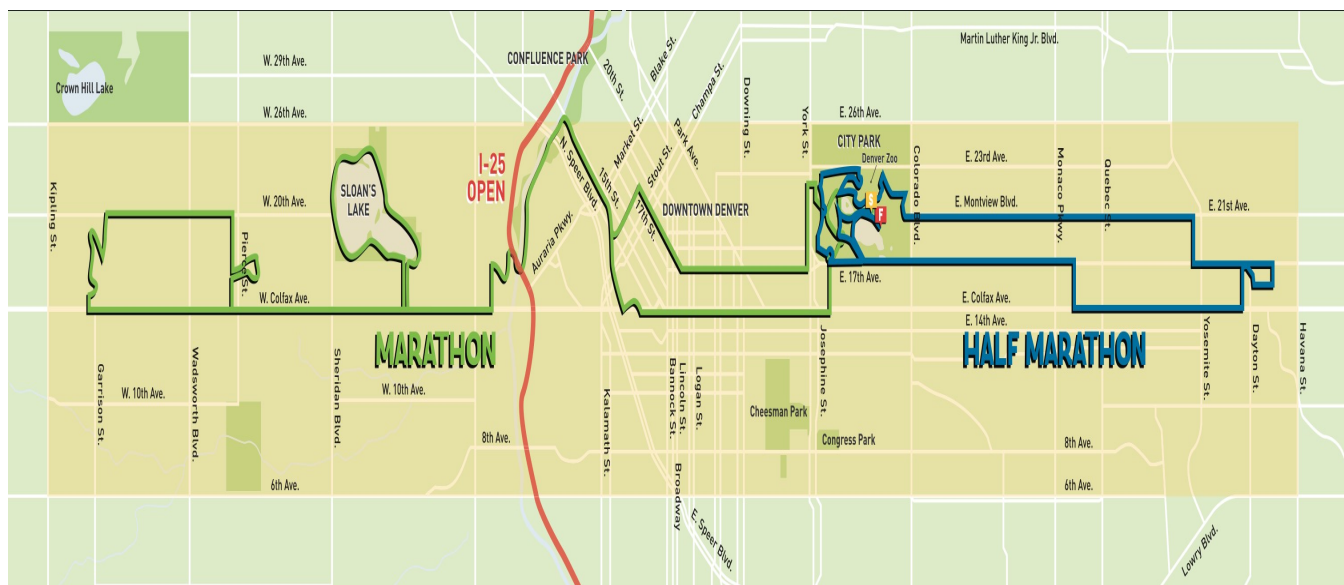 Martin Luther King Jr. Blvd.
CONFLUENCE PARK
W. 29th Ave.
Crown Hill Lake
20th St.
Blake St.
Champa St.
W. 26th Ave.
Market St.
Stout St.
Park Ave.
Downing St.
York St.
E. 26th Ave.
CITY PARK
Denver Zoo
E. 23rd Ave.
Colorado Blvd.
Monaco Pkwy.
Quebec St.
I-25
OPEN
N. Speer Blvd.
15th St.
17th St.
Kipling St.
SLOAN'S
LAKE
W. 20th Ave.
DOWNTOWN DENVER
S
F
E. Montview Blvd.
E. 21st Ave.
Auraria Pkwy.
Pierce St.
E. 17th Ave.
W. Colfax Ave.
E. Colfax Ave.
E. 14th Ave.
MARATHON
HALF MARATHON
Garrison St.
Wadsworth Blvd.
Sheridan Blvd.
Josephine St.
Yosemite St.
Dayton St.
Havana St.
W. 10th Ave.
W. 10th Ave.
Kalamath St.
Bannock St.
Lincoln St.
Logan St.
Cheesman Park
Congress Park
8th Ave.
8th Ave.
6th Ave.
6th Ave.
Broadway
E. Speer Blvd.
Lowry Blvd.